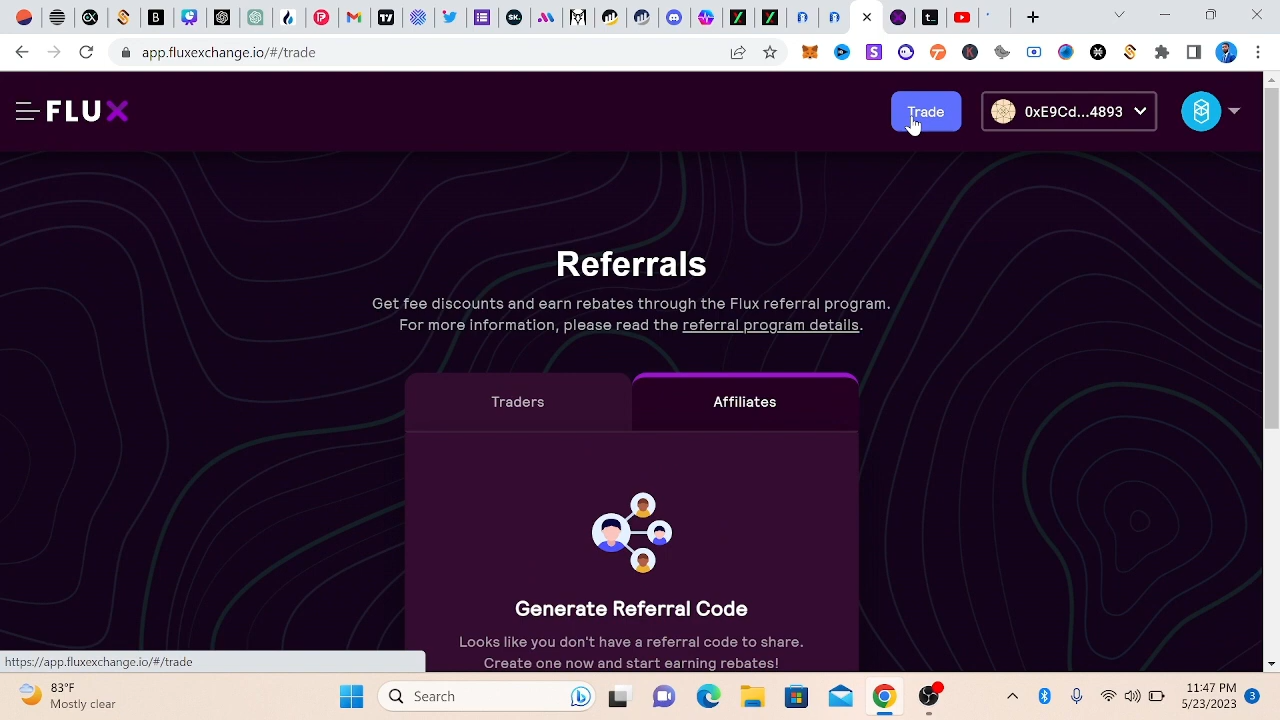 app.fluxexchange.io/#/trade
FLUX
Trade
0xE9Cd...4893
Referrals
Get fee discounts and earn rebates through the Flux referral program.
For more information, please read the referral program details.
Traders
Affiliates
Generate Referral Code
Looks like you don't have a referral code to share.
Create one now and start earning rebates!
https://app.fluxexchange.io/#/trade
83°F
Mostly clear
Search
11:47 PM
5/23/2023
3